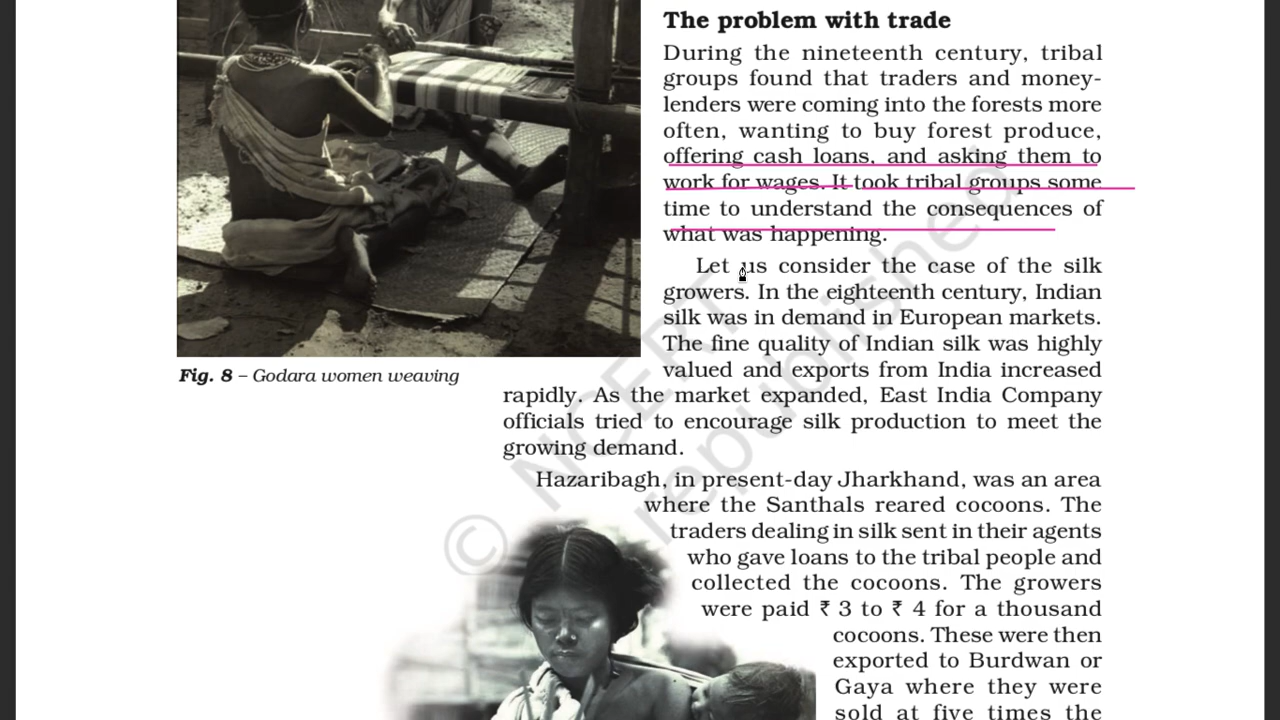 The problem with trade
During the nineteenth century, tribal
groups found that traders and money-
lenders were coming into the forests more
often, wanting to buy forest produce,
offering cash loans, and asking them to
work for wages. It took tribal groups some
time to understand the consequences of
what was happening.
Let us consider the case of the silk
growers. In the eighteenth century, Indian
silk was in demand in European markets.
The fine quality of Indian silk was highly
valued and exports from India increased
rapidly. As the market expanded, East India Company
officials tried to encourage silk production to meet the
growing demand.
Fig. 8 – Godara women weaving
Hazaribagh, in present-day Jharkhand, was an area
where the Santhals reared cocoons. The
traders dealing in silk sent in their agents
who gave loans to the tribal people and
collected the cocoons. The growers
were paid ₹ 3 to ₹ 4 for a thousand
cocoons. These were then
exported to Burdwan or
Gaya where they were
sold at five times the
© NCERT
republished